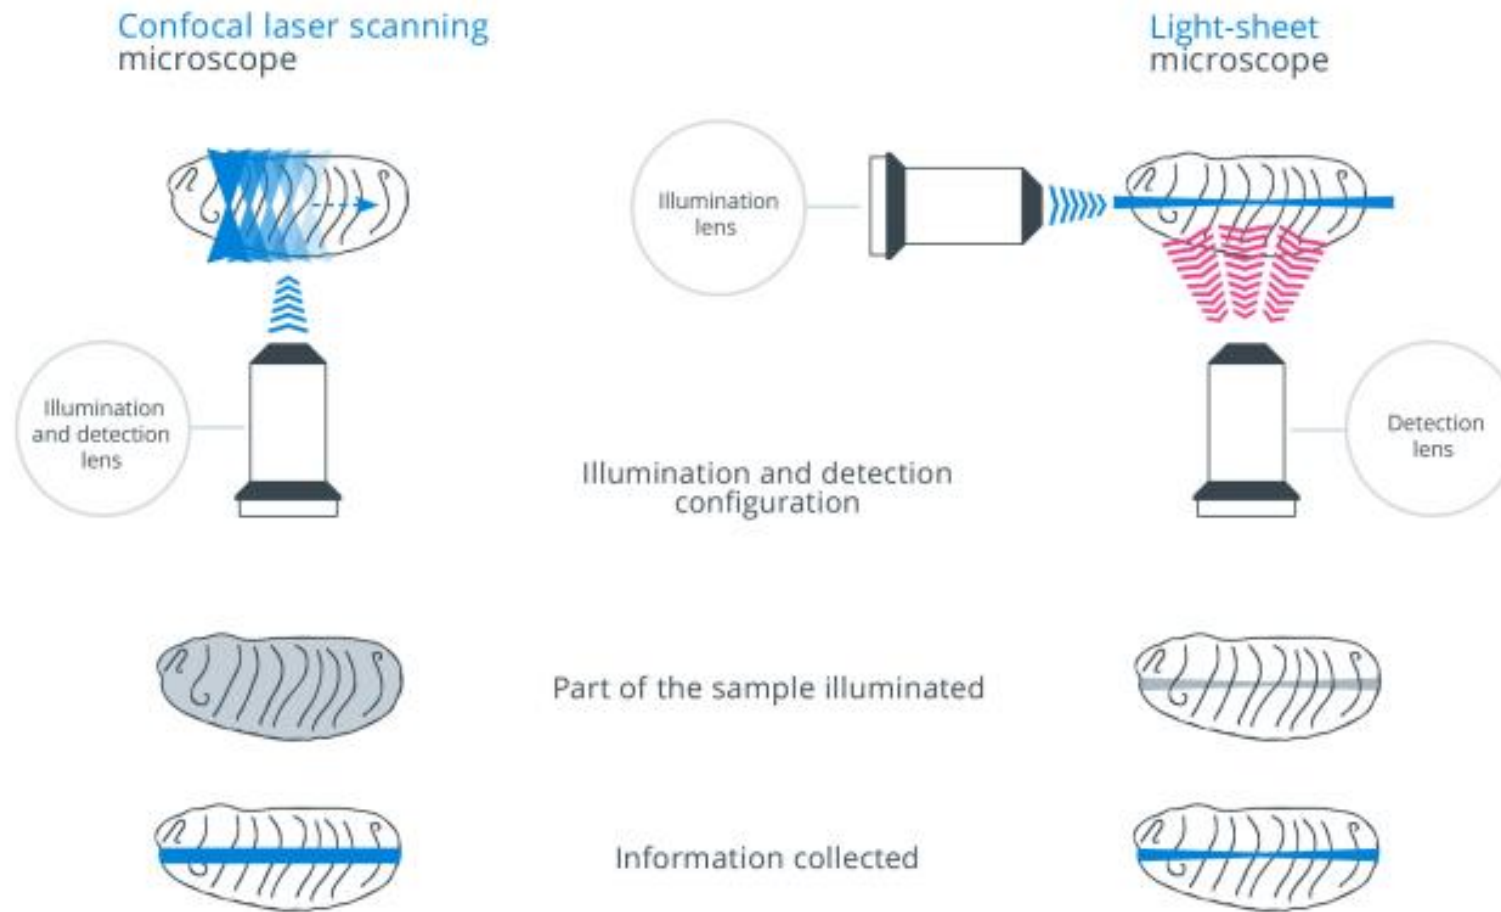 Confocal laser scanning
microscope
Light-sheet
microscope
Illumination
lens
Illumination
and detection
lens
Detection
lens
Illumination and detection
configuration
Part of the sample illuminated
Information collected